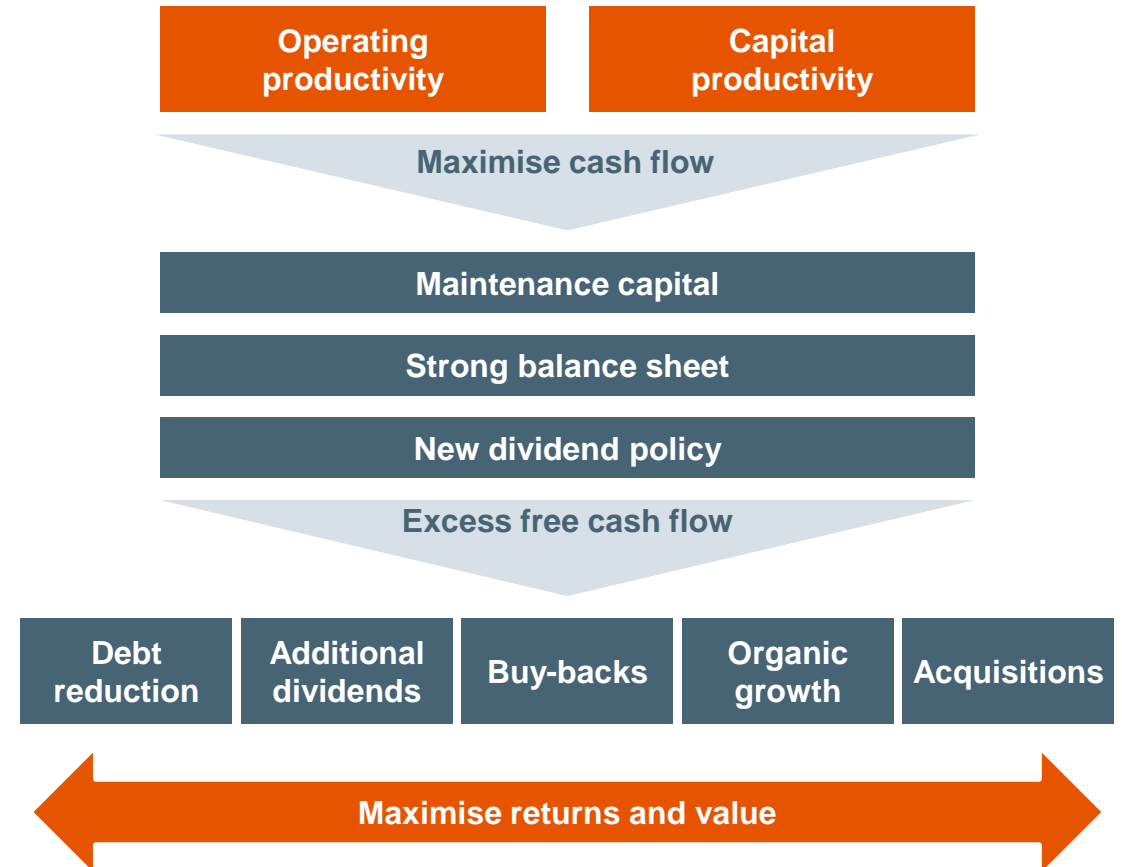 Operating
productivity
Capital
productivity
Maximise cash flow
Maintenance capital
Strong balance sheet
New dividend policy
Excess free cash flow
Debt
reduction
Additional
dividends
Buy-backs
Organic
growth
Acquisitions
Maximise returns and value